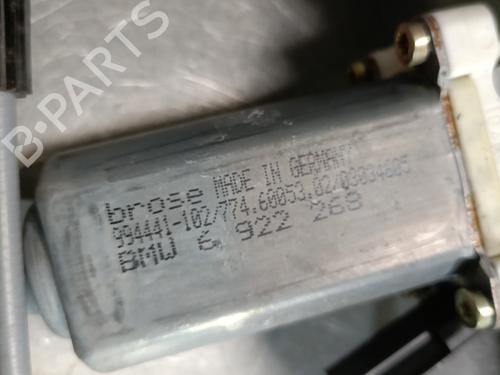 B-PARTS
brose MADE IN GERMANY
994441-102/774.60053.02/03034605
BMW 6 922 268